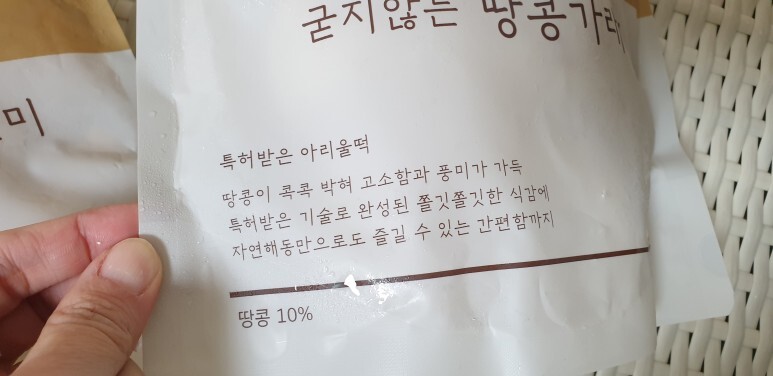 굳지않는 땅콩가래
미
특허받은 아리울떡
땅콩이 콕콕 박혀 고소함과 풍미가 가득
특허받은 기술로 완성된 쫄깃쫄깃한 식감에
자연해동만으로도 즐길 수 있는 간편함까지
땅콩 10%